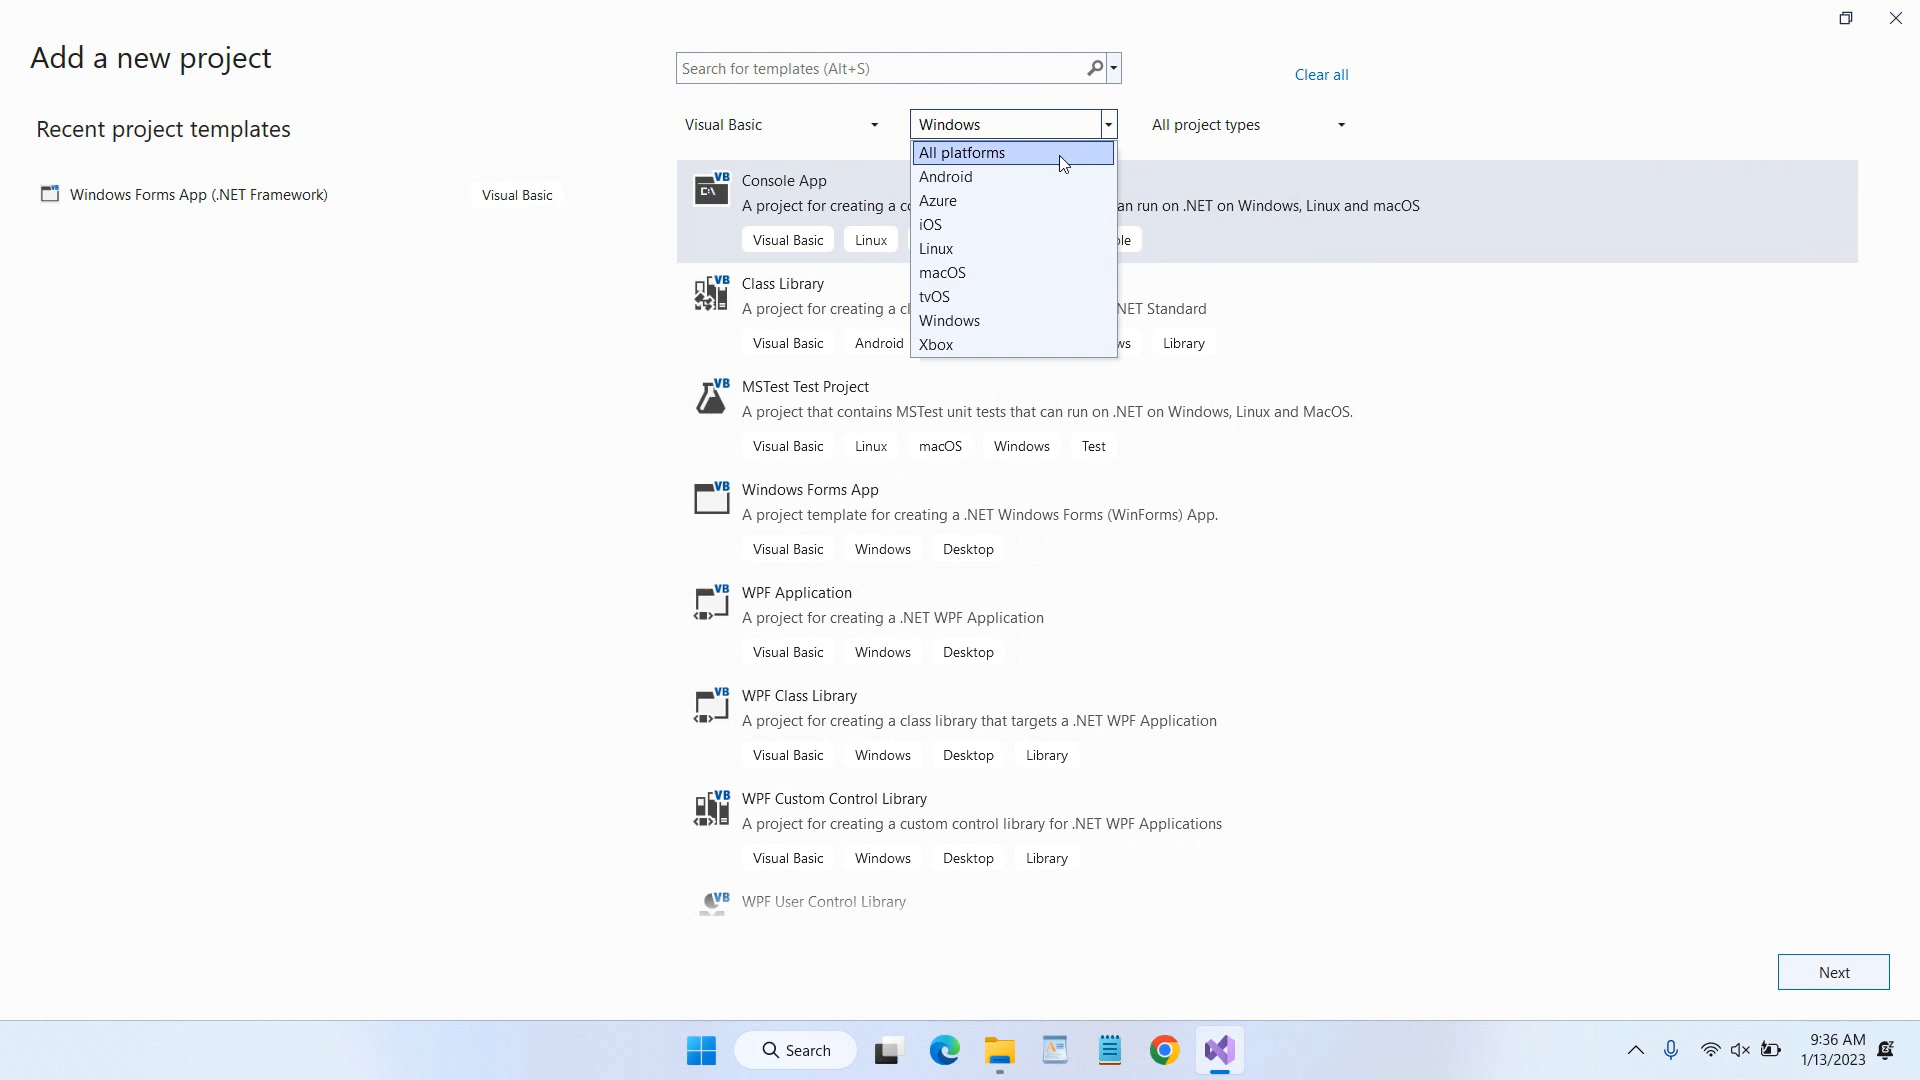 Add a new project
Search for templates (Alt+S)
Clear all
Recent project templates
Visual Basic
Windows
All project types
All platforms
Android
Azure
iOS
Linux
macOS
tvOS
Windows
Xbox
Windows Forms App (.NET Framework)
Visual Basic
VB
C:\
Console App
A project for creating a
an run on .NET on Windows, Linux and macOS
Visual Basic
Linux
VB
Class Library
A project for creating a
NET Standard
Visual Basic
Android
Library
VB
MSTest Test Project
A project that contains MSTest unit tests that can run on .NET on Windows, Linux and MacOS.
Visual Basic
Linux
macOS
Windows
Test
VB
Windows Forms App
A project template for creating a .NET Windows Forms (WinForms) App.
Visual Basic
Windows
Desktop
VB
WPF Application
A project for creating a .NET WPF Application
Visual Basic
Windows
Desktop
VB
WPF Class Library
A project for creating a class library that targets a .NET WPF Application
Visual Basic
Windows
Desktop
Library
VB
WPF Custom Control Library
A project for creating a custom control library for .NET WPF Applications
Visual Basic
Windows
Desktop
Library
VB
WPF User Control Library
Next
Search
9:36 AM
1/13/2023